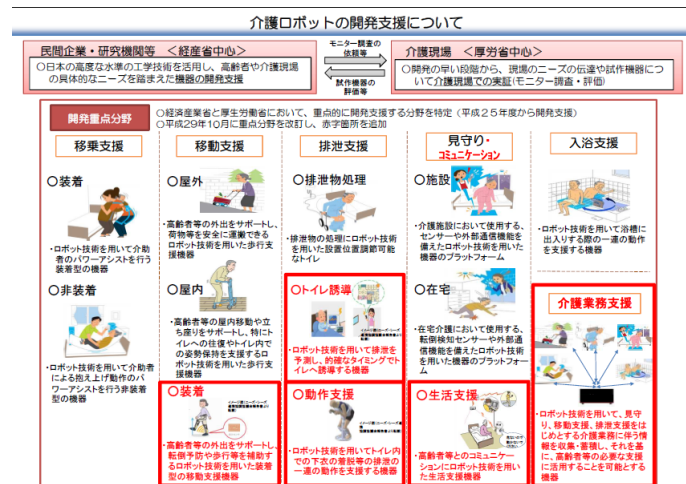 介護ロボットの開発支援について
民間企業・研究機関等 ＜経産省中心＞
○日本の高度な水準の工学技術を活用し、高齢者や介護現場
の具体的なニーズを踏まえた機器の開発支援
モニター調査の
依頼等
試作機器の
評価等
介護現場 ＜厚労省中心＞
○開発の早い段階から、現場のニーズの伝達や試作機器につ
いて介護現場での実証(モニター調査・評価)
開発重点分野
○経済産業省と厚生労働省において、重点的に開発支援する分野を特定（平成２５年度から開発支援）
○平成29年１０月に重点分野を改訂し、赤字箇所を追加
移乗支援
○装着
・ロボット技術を用いて介助
者のパワーアシストを行う
装着型の機器
○非装着
・ロボット技術を用いて介助者
による抱え上げ動作のパ
ワーアシストを行う非装着
型の機器
移動支援
○屋外
・高齢者等の外出をサポートし、
荷物等を安全に運搬できる
ロボット技術を用いた歩行支
援機器
○屋内
・高齢者等の屋内移動や立
ち座りをサポートし、特にト
イレへの往復やトイレ内で
の姿勢保持を支援するロボ
ット技術を用いた歩行支
援機器
○装着
・高齢者等の外出をサポートし、
転倒予防や歩行等を補助す
るロボット技術を用いた装着
型の移動支援機器
排泄支援
○排泄物処理
・排泄物の処理にロボット技術
を用いた設置位置調節可能
なトイレ
○トイレ誘導
・ロボット技術を用いて排泄を
予測し、的確なタイミングでト
イレへ誘導する機器
○動作支援
・ロボット技術を用いてトイレ内
での下衣の着脱等の排泄の
一連の動作を支援する機器
見守り・
コミュニケーション
○施設
・介護施設において使用する、
センサーや外部通信機能を
備えたロボット技術を用いた
機器のプラットフォーム
○在宅
・在宅介護において使用する、
転倒検知センサーや外部通
信機能を備えたロボット技術
を用いた機器のプラットフォー
ム
○生活支援
・高齢者等とのコミュニケー
ションにロボット技術を用い
た生活支援機器
入浴支援
・ロボット技術を用いて浴槽に
出入りする際の一連の動作
を支援する機器
介護業務支援
・ロボット技術を用いて、見守
り、移動支援、排泄支援をは
じめとする介護業務に伴う情
報を収集・蓄積し、それを基
に、高齢者等の必要な支援
に活用することを可能とする
機器